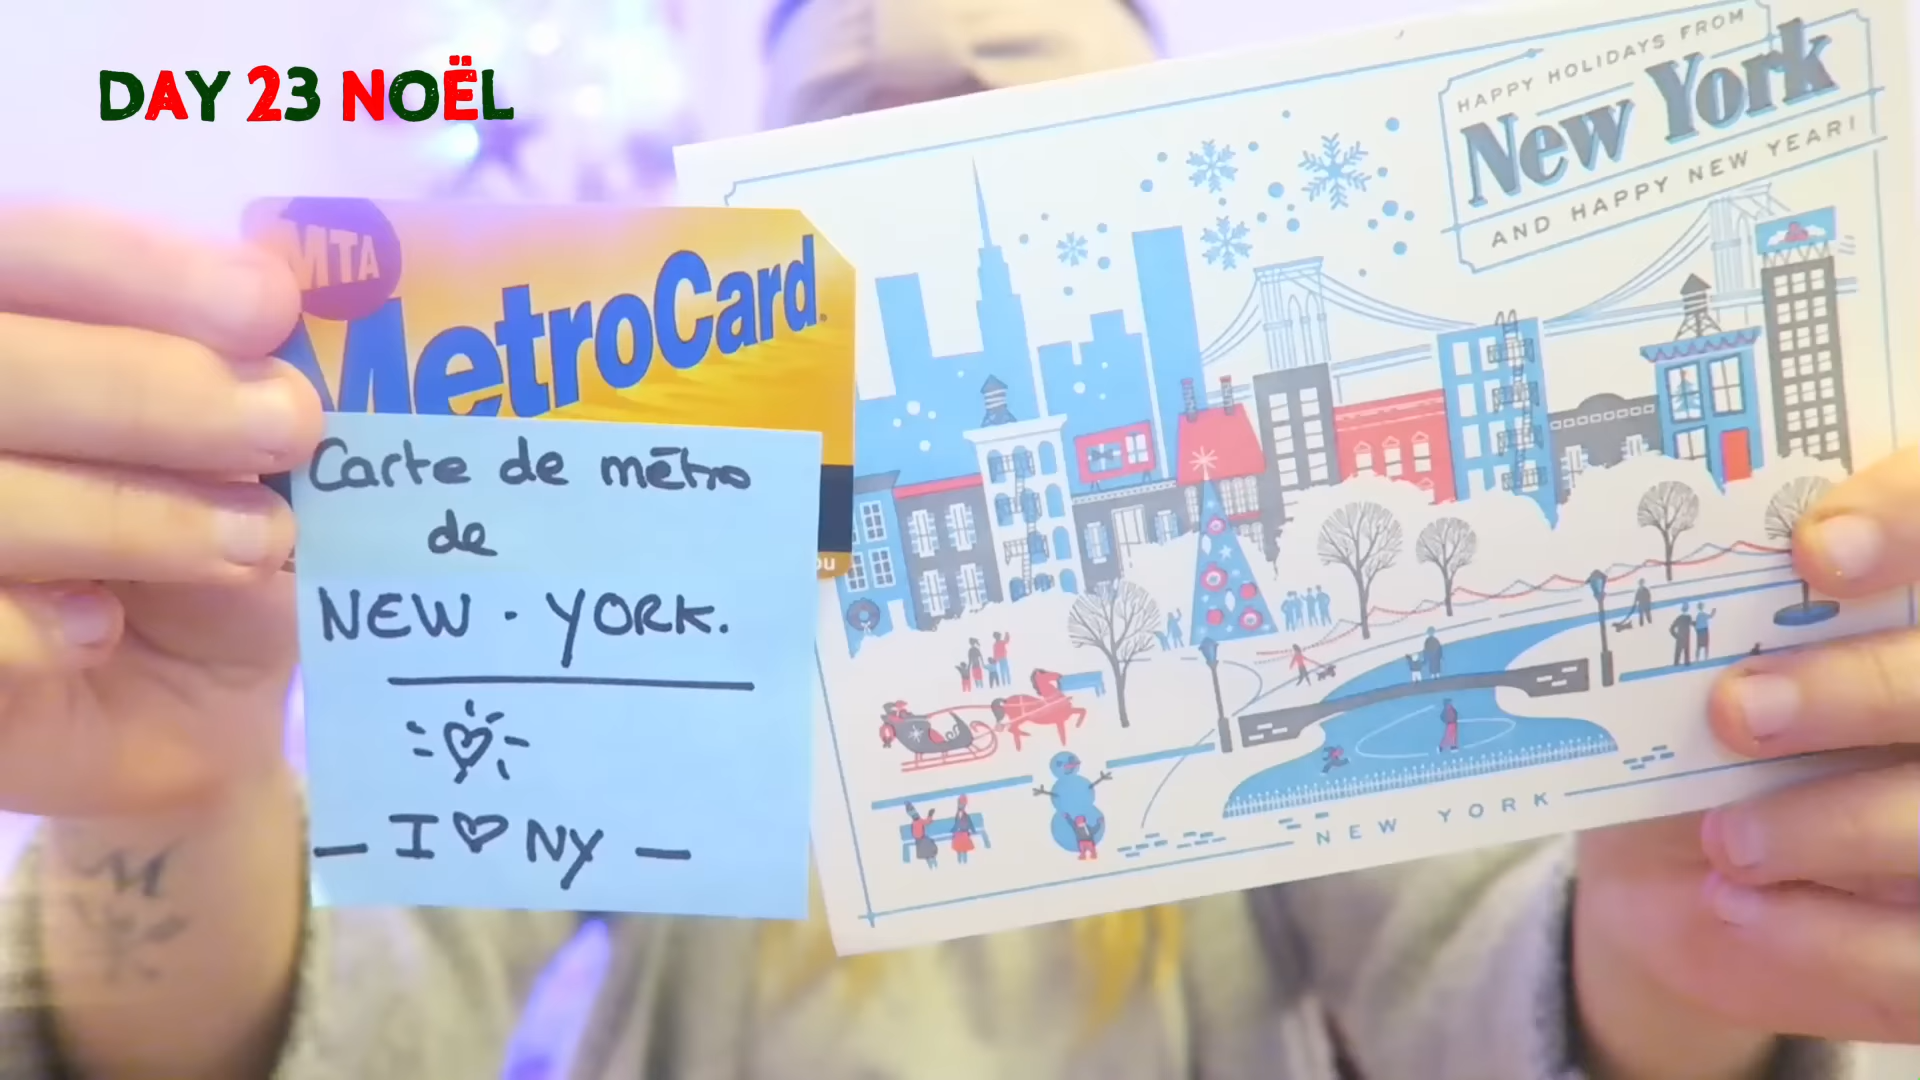 DAY 23 NOËL
MTA
MetroCard
Carte de métro
de
NEW - YORK.
I ♡ NY
HAPPY HOLIDAYS FROM
New York
AND HAPPY NEW YEAR!
NEW YORK